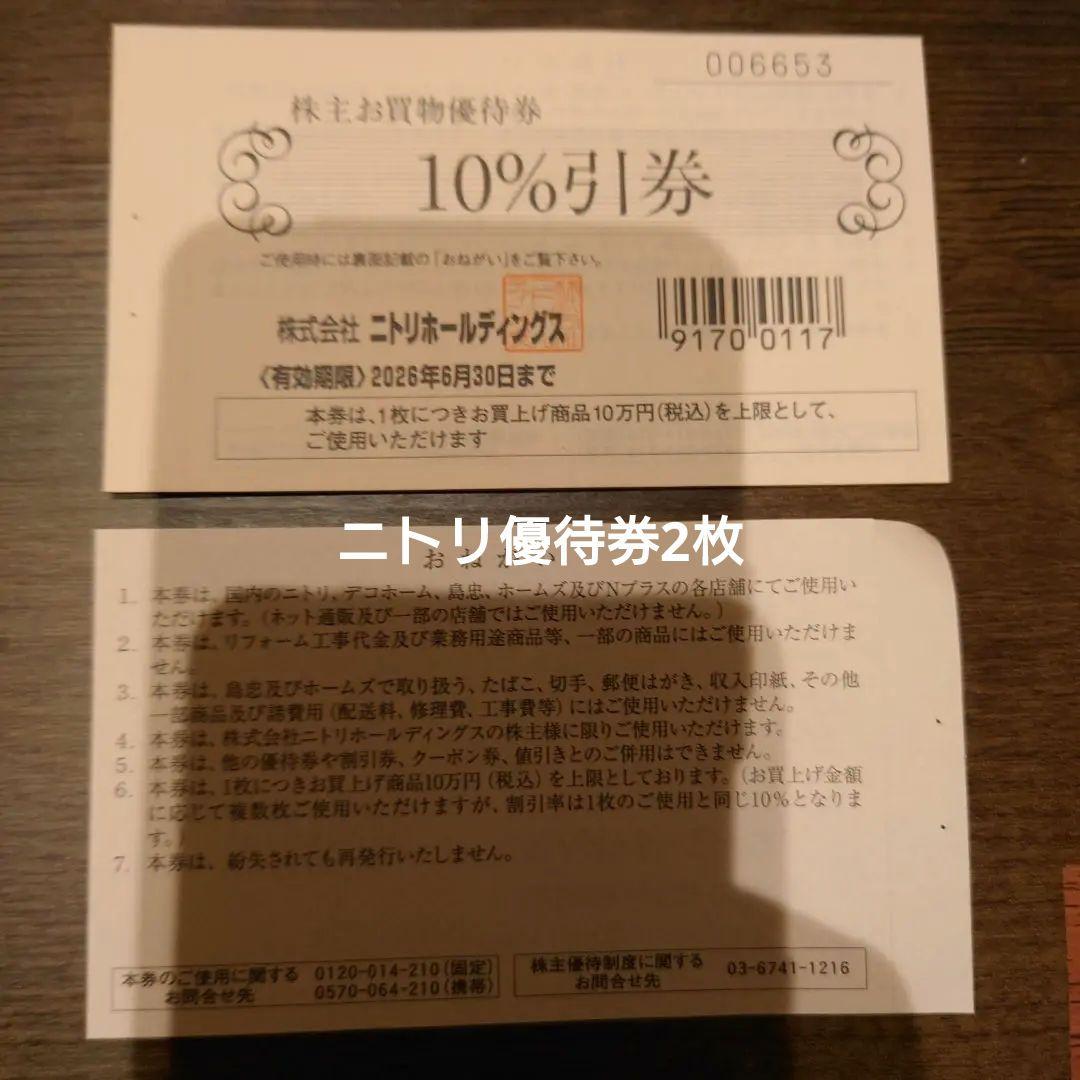 006653
株主お買物優待券
10%引券
ご使用時には裏面記載の「おねがい」をご覧下さい。
株式会社 ニトリホールディングス
9170 0117
〈有効期限〉2026年6月30日まで
本券は、1枚につきお買上げ商品10万円(税込)を上限として、
ご使用いただけます
ニトリ優待券2枚
おねがい
1. 本券は、国内のニトリ、デコホーム、島忠、ホームズ及びNプラスの各店舗にてご使用い
ただけます。(ネット通販及び一部の店舗ではご使用いただけません。)
2. 本券は、リフォーム工事代金及び業務用途商品等、一部の商品にはご使用いただけま
せん。
3. 本券は、島忠及びホームズで取り扱う、たばこ、切手、郵便はがき、収入印紙、その他
一部商品及び諸費用(配送料、修理費、工事費等)にはご使用いただけません。
4. 本券は、株式会社ニトリホールディングスの株主様に限りご使用いただけます。
5. 本券は、他の優待券や割引券、クーポン券、値引きとのご併用はできません。
6. 本券は、1枚につきお買上げ商品10万円(税込)を上限としております。(お買上げ金額
に応じて複数枚ご使用いただけますが、割引率は1枚のご使用と同じ10%となりま
す。)
7. 本券は、紛失されても再発行いたしません。
本券のご使用に関する 0120-014-210(固定)
お問合せ先 0570-064-210(携帯)
株主優待制度に関する 03-6741-1216
お問合せ先